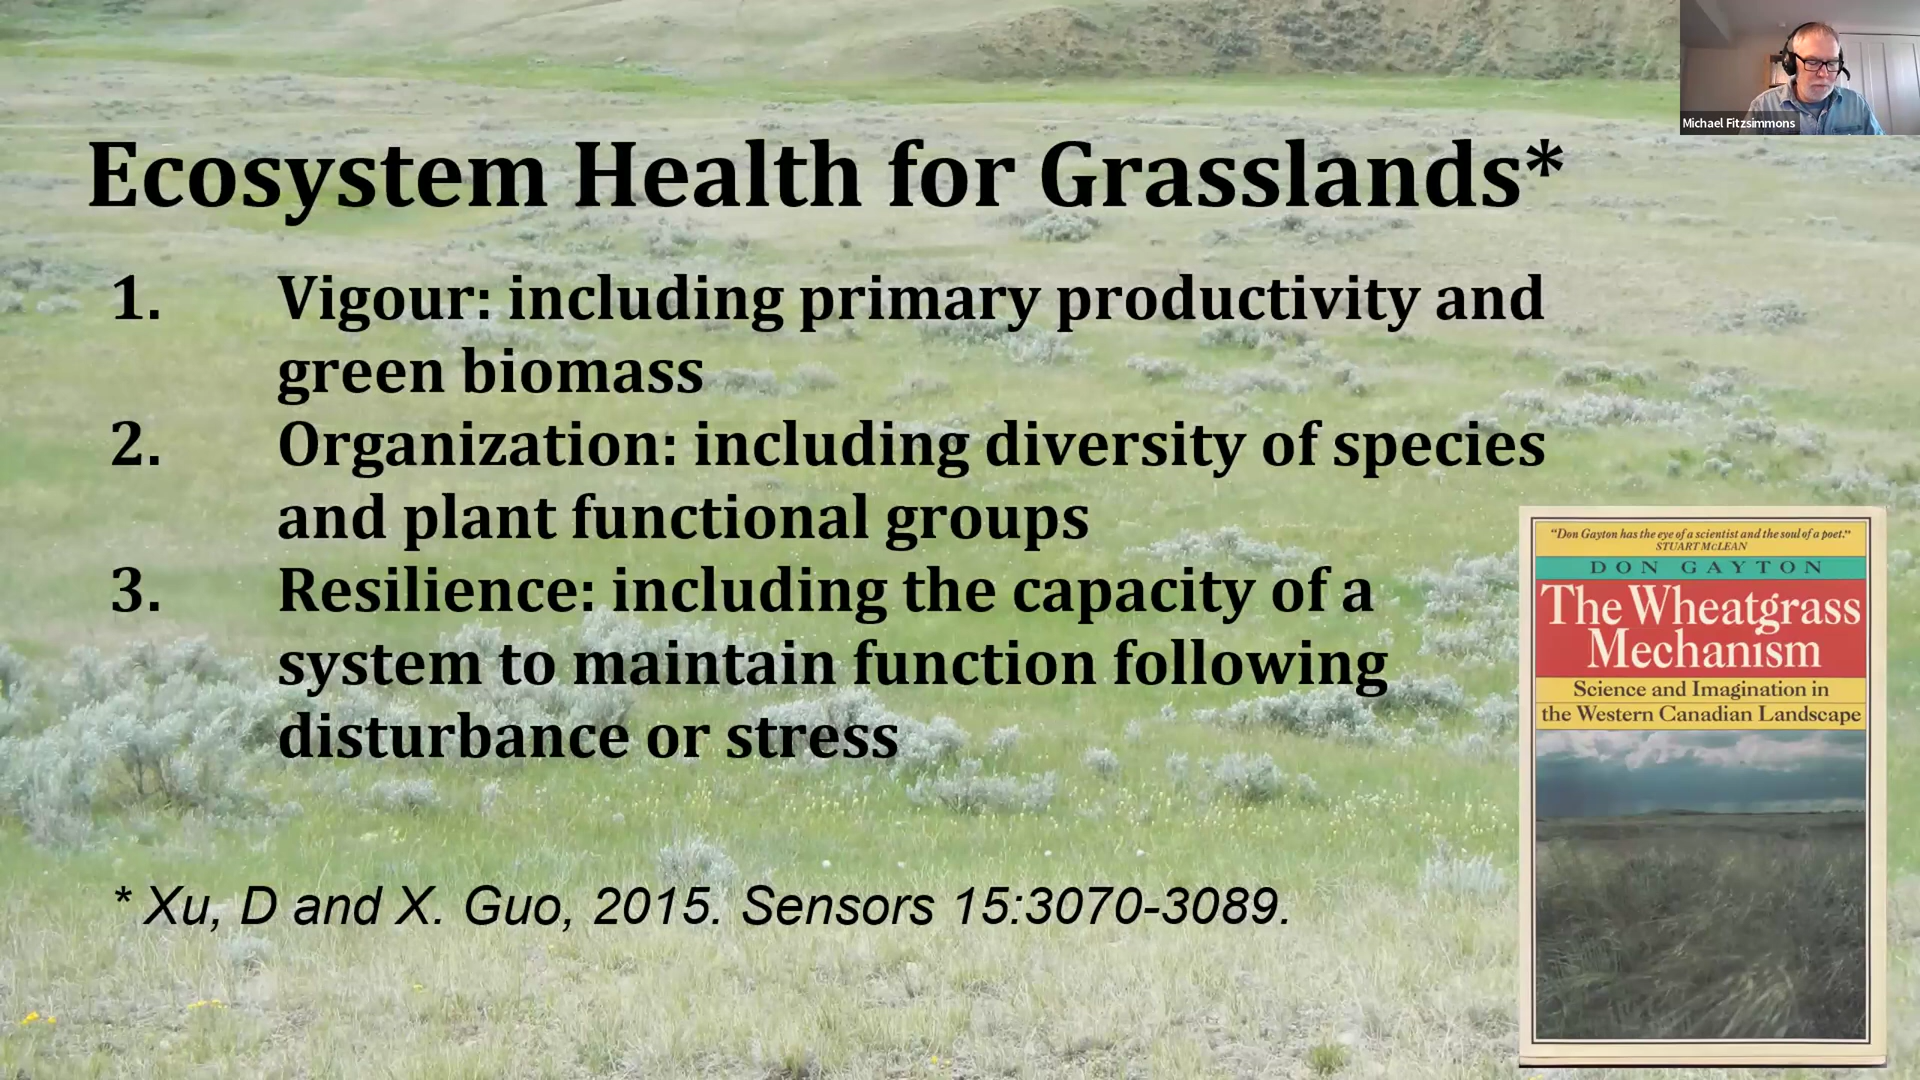 Michael Fitzsimmons
Ecosystem Health for Grasslands*
1. Vigour: including primary productivity and
green biomass
2. Organization: including diversity of species
and plant functional groups
3. Resilience: including the capacity of a
system to maintain function following
disturbance or stress
* Xu, D and X. Guo, 2015. Sensors 15:3070-3089.
"Don Gayton has the eye of a scientist and the soul of a poet."
STUART McLEAN
DON GAYTON
The Wheatgrass
Mechanism
Science and Imagination in
the Western Canadian Landscape